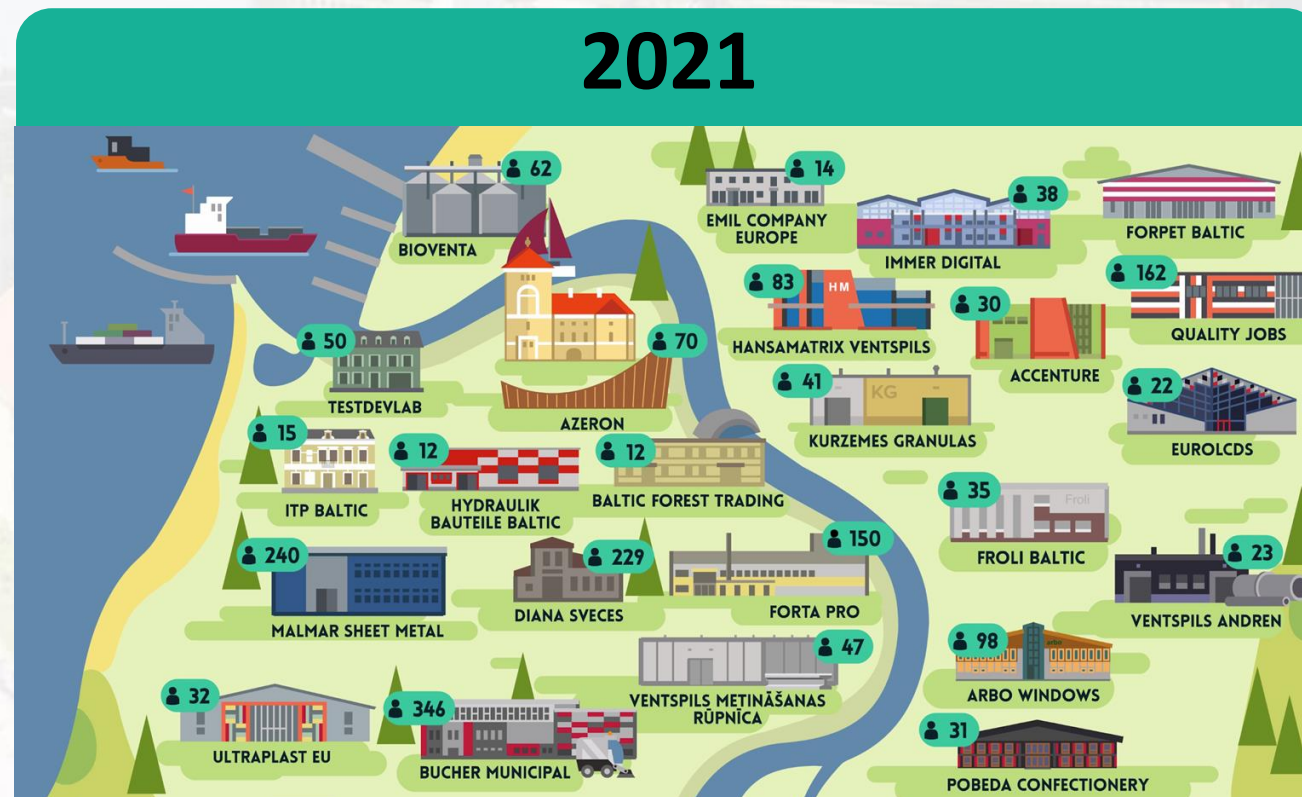 2021
62
BIOVENTA
14
EMIL COMPANY
EUROPE
38
IMMER DIGITAL
FORPET BALTIC
83
HM
HANSAMATRIX VENTSPILS
30
ACCENTURE
162
QUALITY JOBS
50
TESTDEVLAB
70
AZERON
41
KG
KURZEMES GRANULAS
22
EUROLCDS
15
ITP BALTIC
12
HYDRAULIK
BAUTEILE BALTIC
12
BALTIC FOREST TRADING
35
Froli
FROLI BALTIC
240
MALMAR SHEET METAL
229
DIANA SVECES
150
FORTA PRO
23
VENTSPILS ANDREN
47
VENTSPILS METINĀŠANAS
RŪPNĪCA
98
arbo
ARBO WINDOWS
32
ULTRAPLAST EU
346
BUCHER MUNICIPAL
31
POBEDA CONFECTIONERY